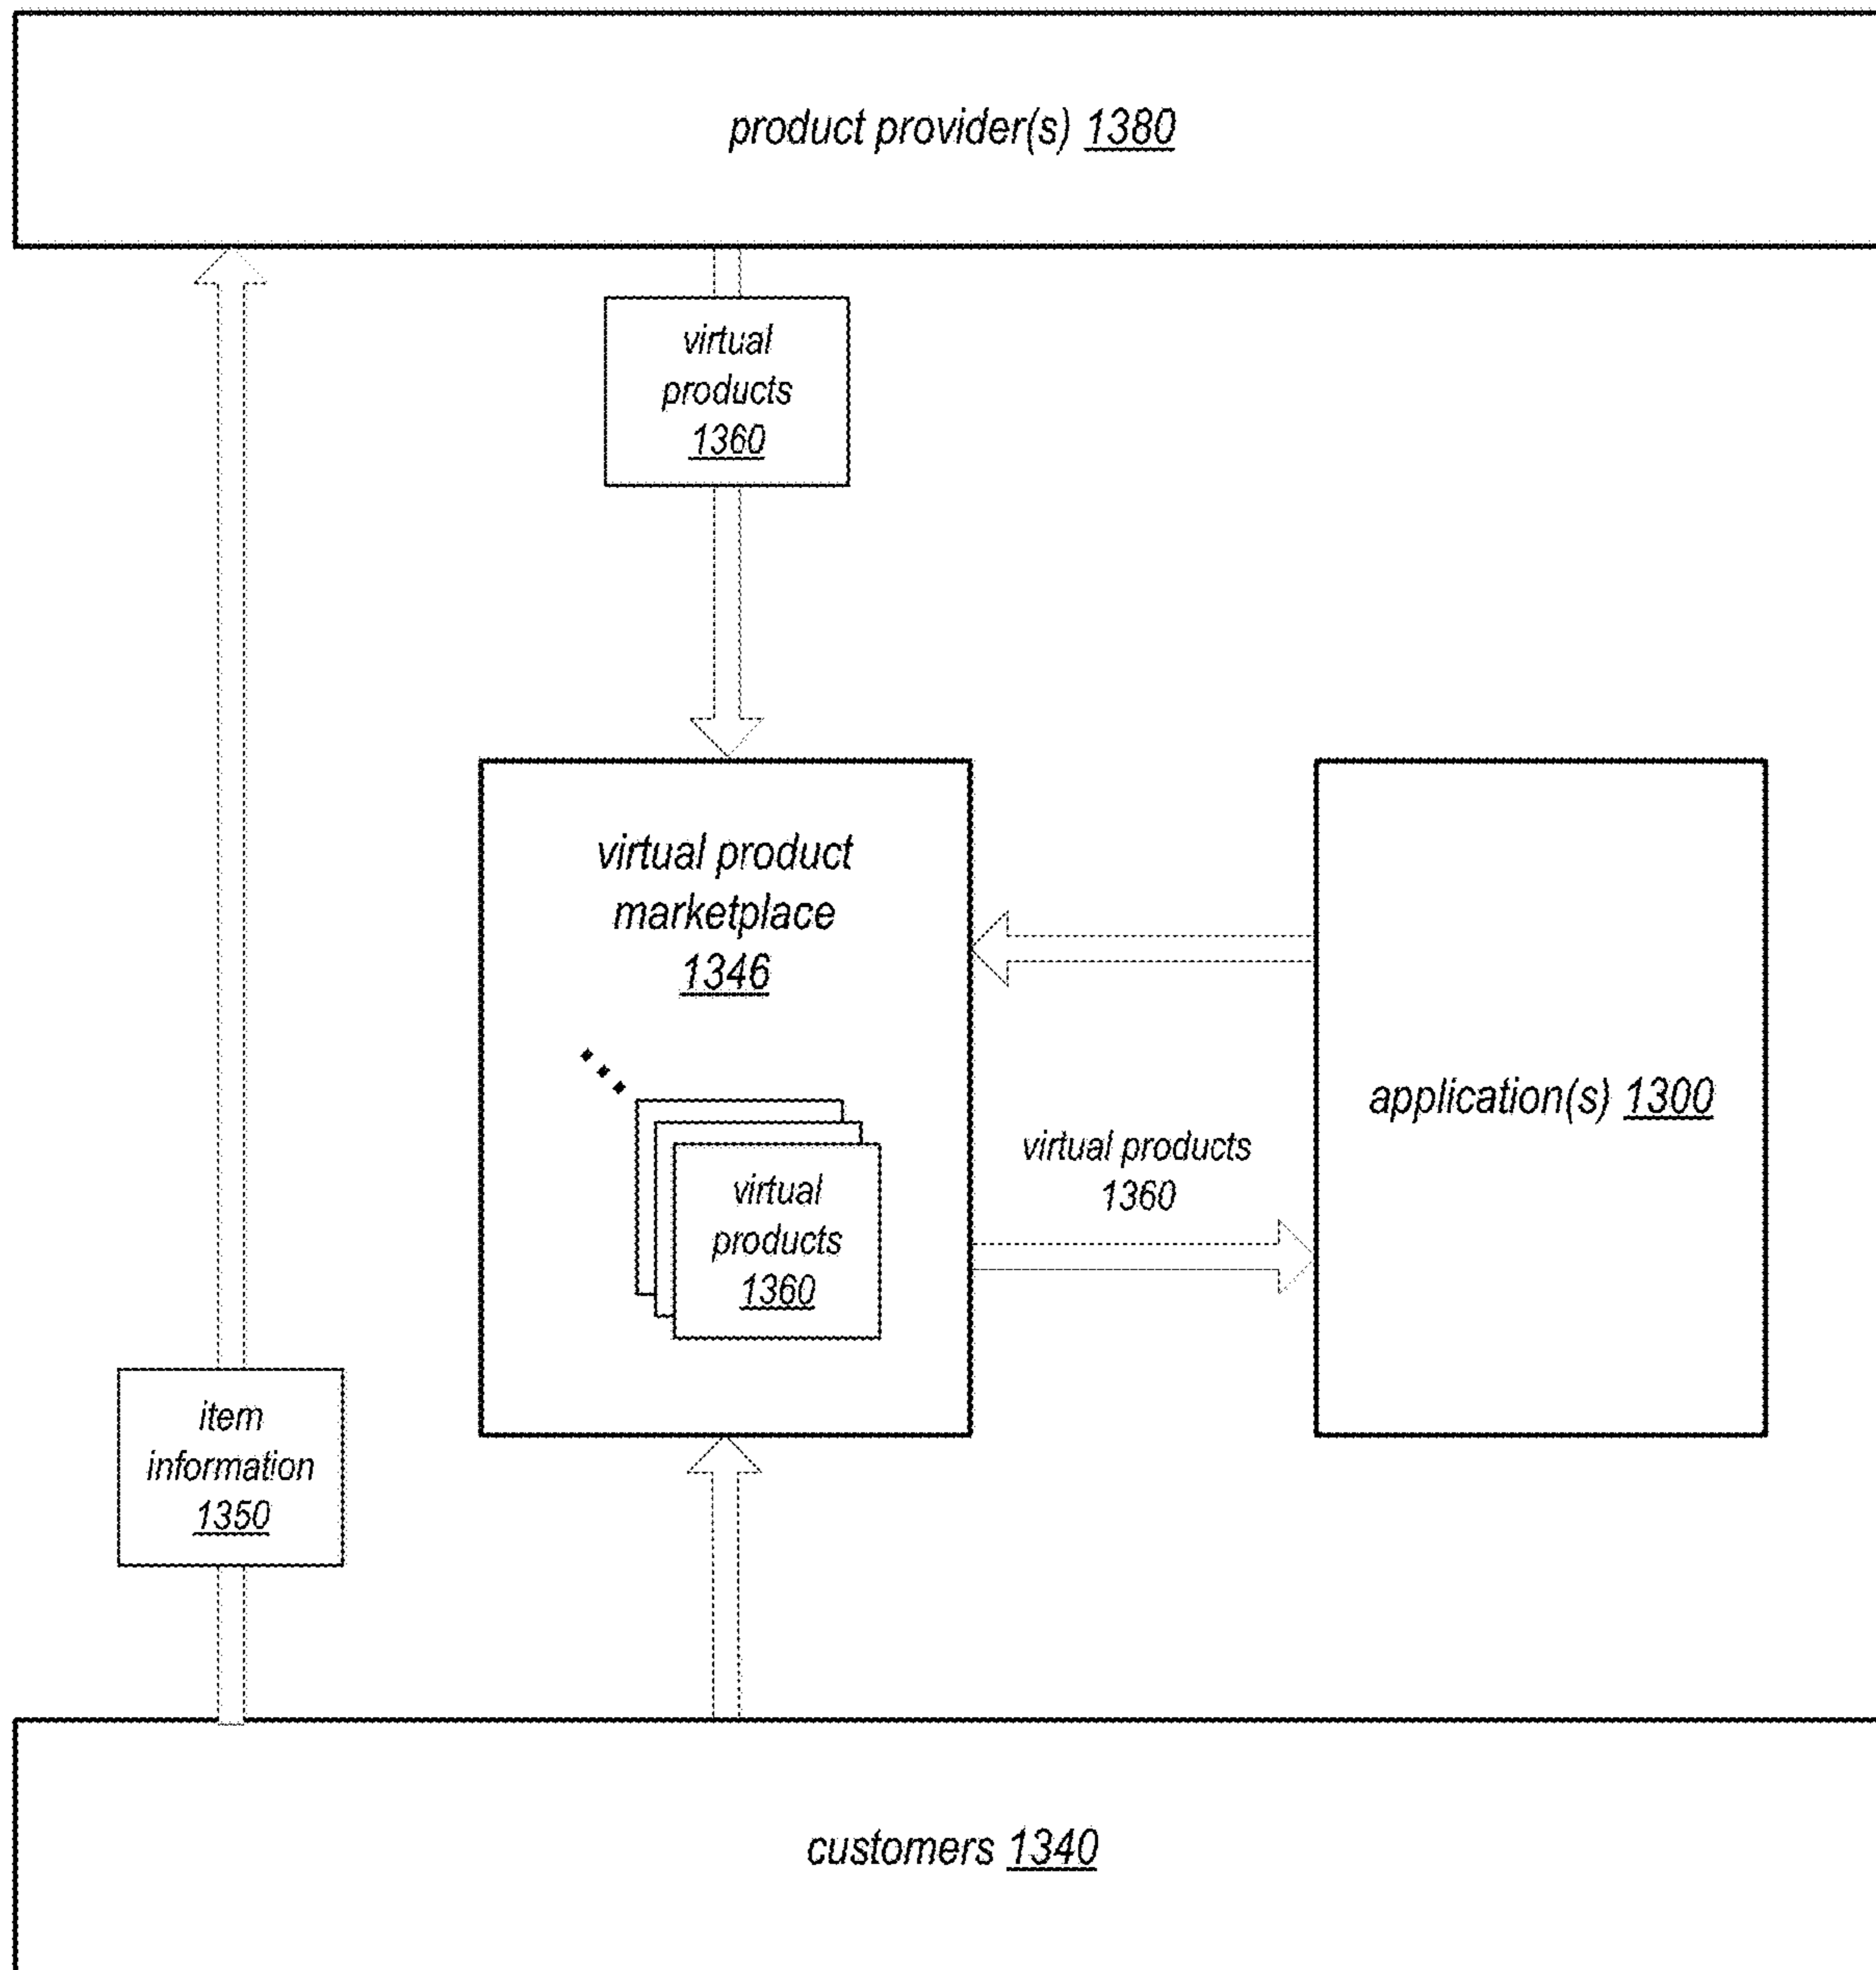 product provider(s) 1380
virtual
products
1360
virtual product
marketplace
1346
virtual
products
1360
virtual products
1360
application(s) 1300
item
information
1350
customers 1340